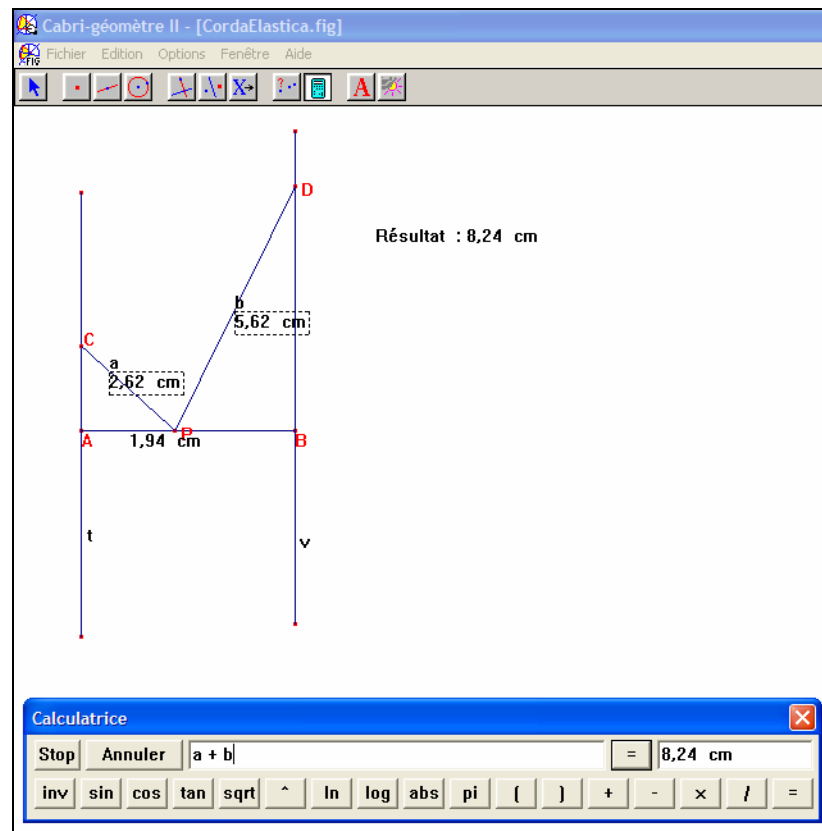 Cabri-géomètre II - [CordaElastica.fig]
FIG Fichier Edition Options Fenêtre Aide
? A
D
Résultat : 8,24 cm
b
5,62 cm
C
a
2,62 cm
A P B
1,94 cm
t
v
Calculatrice
Stop Annuler a + b = 8,24 cm
inv sin cos tan sqrt ^ ln log abs pi ( ) + - × / =